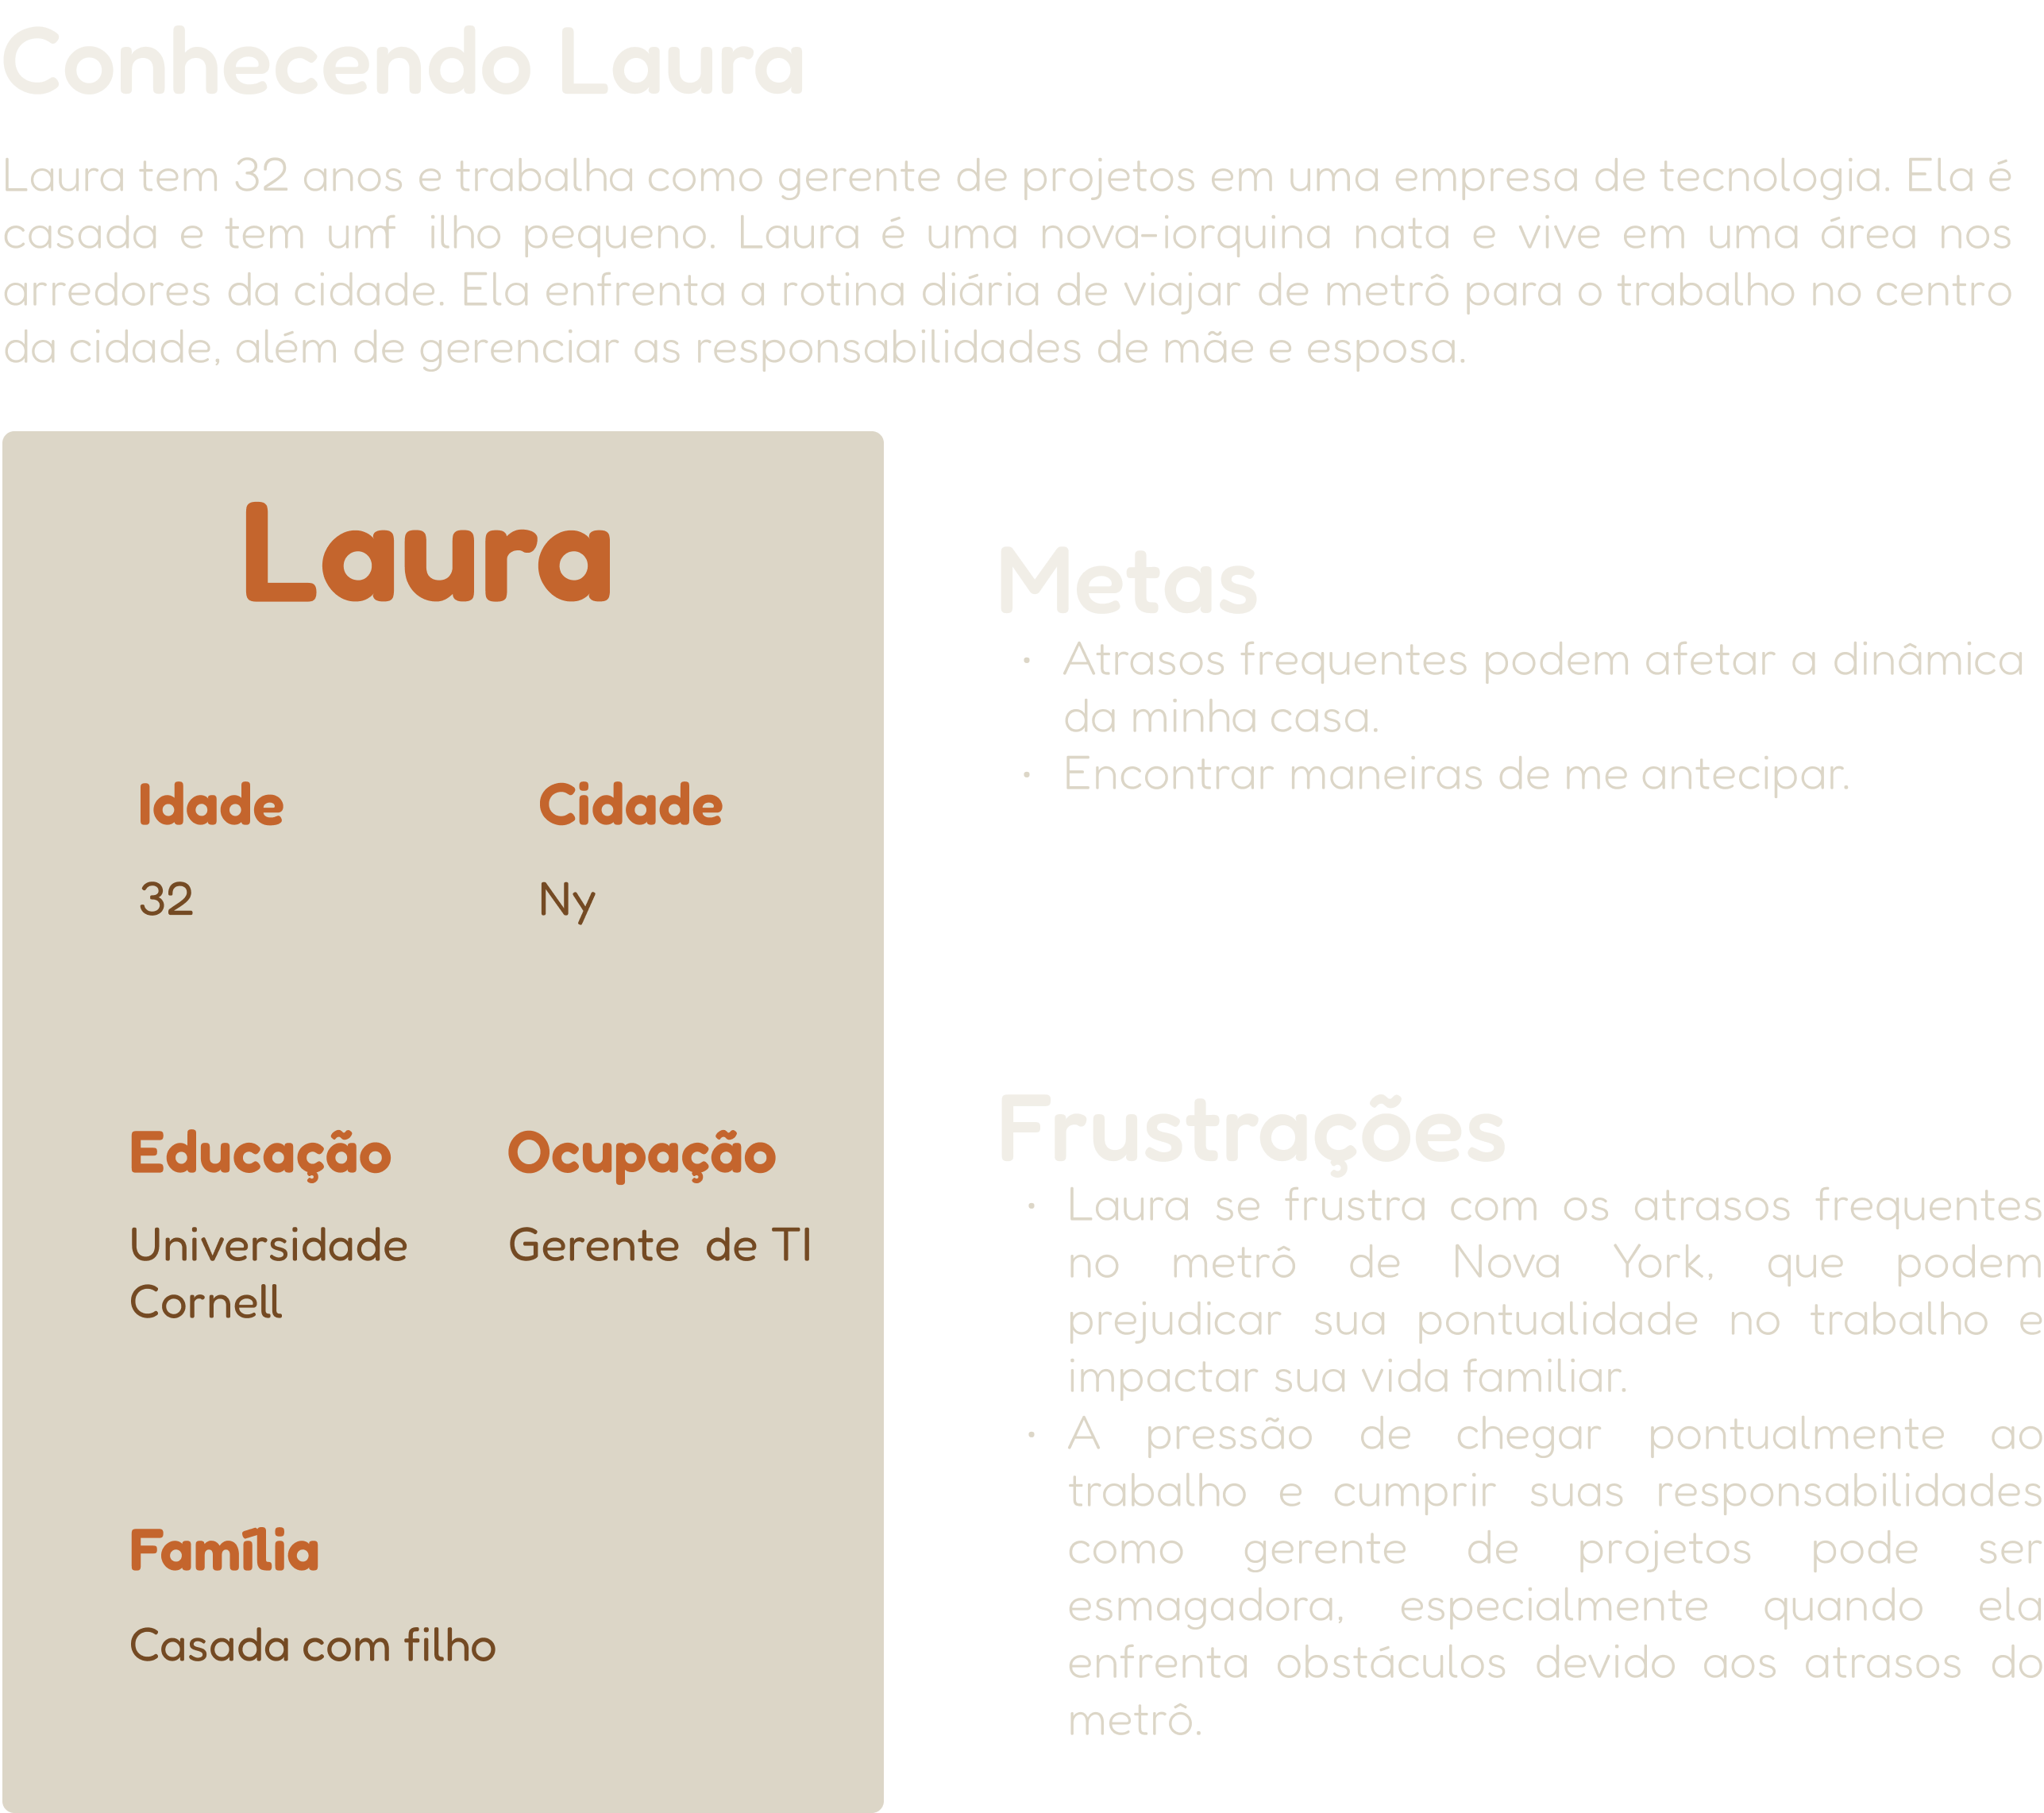 Conhecendo Laura
Laura tem 32 anos e trabalha como gerente de projetos em uma empresa de tecnologia. Ela é
casada e tem umf filho pequeno. Laura é uma nova-iorquina nata e vive em uma área nos
arredores da cidade. Ela enfrenta a rotina diária de viajar de metrô para o trabalho no centro
da cidade, além de gerenciar as responsabilidades de mãe e esposa.
Laura
Idade
32
Cidade
Ny
Educação
Universidade
Cornell
Ocupação
Gerente de TI
Família
Casada com filho
Metas
• Atrasos frequentes podem afetar a dinâmica
da minha casa.
• Encontrar maneiras de me antecipar.
Frustrações
• Laura se frustra com os atrasos frequentes
no metrô de Nova York, que podem
prejudicar sua pontualidade no trabalho e
impactar sua vida familiar.
• A pressão de chegar pontualmente ao
trabalho e cumprir suas responsabilidades
como gerente de projetos pode ser
esmagadora, especialmente quando ela
enfrenta obstáculos devido aos atrasos do
metrô.